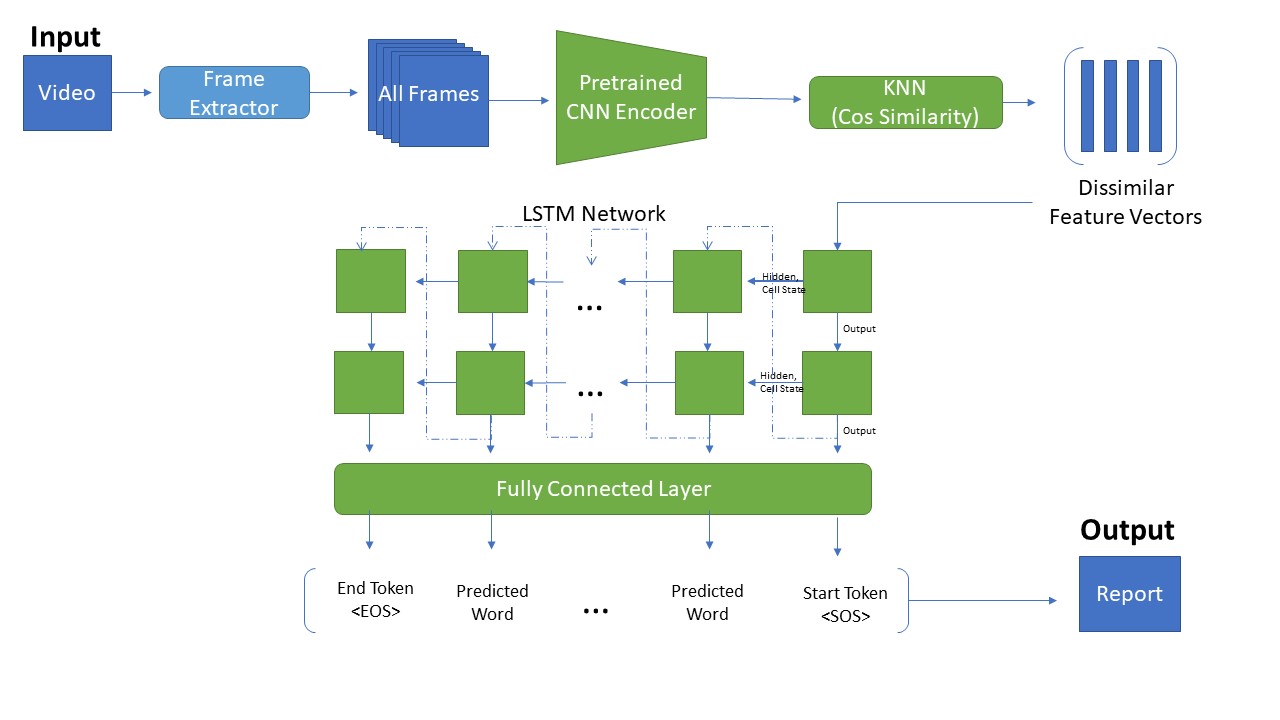 Input
Video
Frame
Extractor
All Frames
Pretrained
CNN Encoder
KNN
(Cos Similarity)
Dissimilar
Feature Vectors
LSTM Network
Hidden,
Cell State
...
Output
Hidden,
Cell State
...
Output
Fully Connected Layer
End Token
<EOS>
Predicted
Word
...
Predicted
Word
Start Token
<SOS>
Output
Report